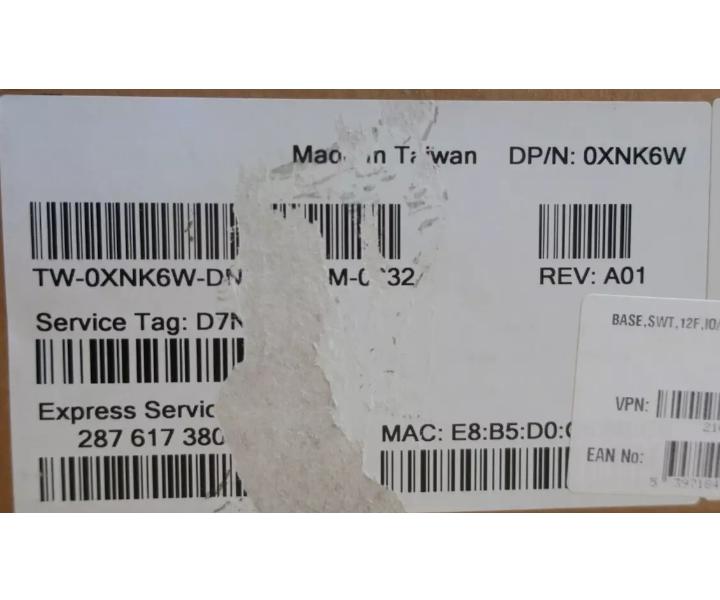 Made in Taiwan DP/N: 0XNK6W
TW-0XNK6W-DN
REV: A01
Service Tag: D7N
BASE,SWT,12F,IO/
Express Servic
287 617 380
MAC: E8:B5:D0:
VPN:
EAN No: